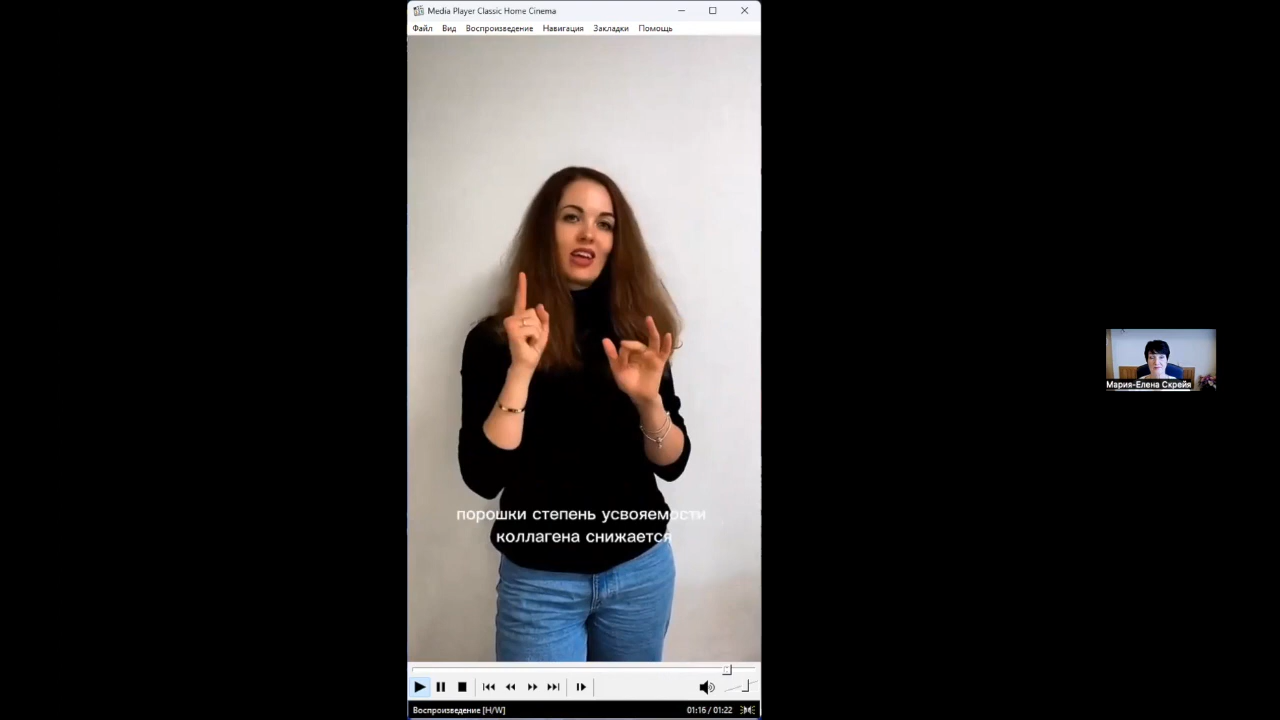 Media Player Classic Home Cinema
Файл Вид Воспроизведение Навигация Закладки Помощь
порошки степень усвояемости
коллагена снижается
Мария-Елена Скрейя
Воспроизведение [H/W] 01:16 / 01:22